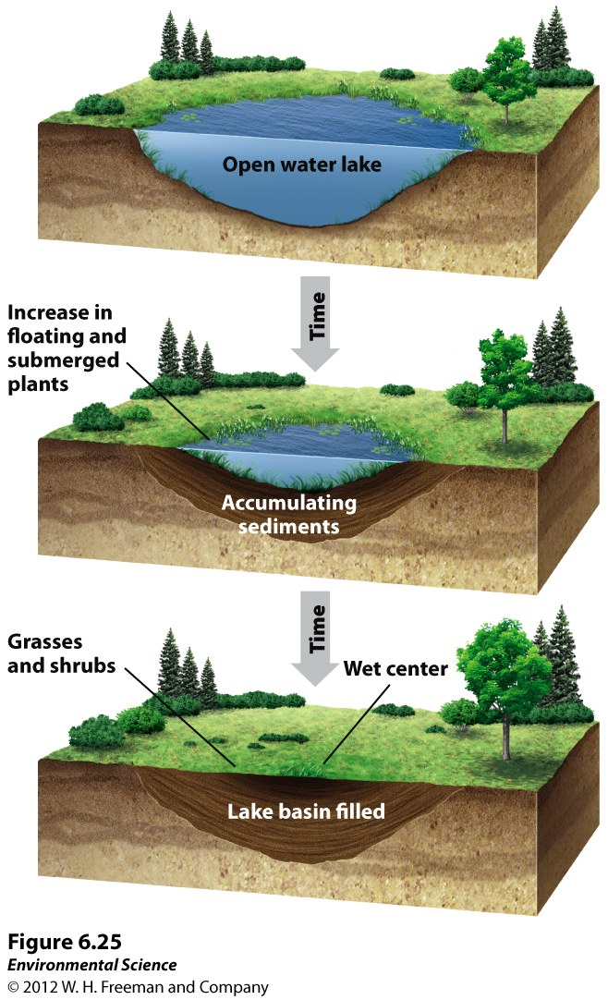 Open water lake
Time
Increase in
floating and
submerged
plants
Accumulating
sediments
Time
Grasses
and shrubs
Wet center
Lake basin filled
Figure 6.25
Environmental Science
© 2012 W. H. Freeman and Company